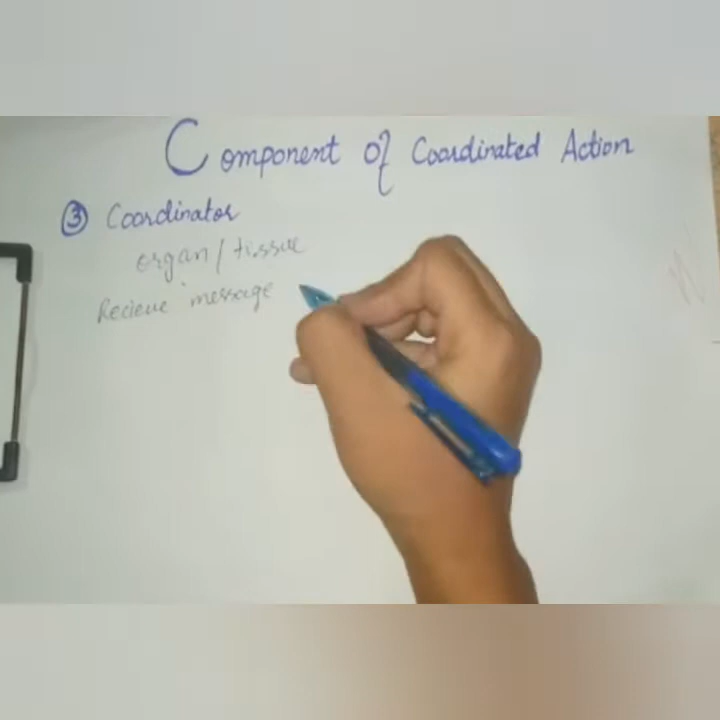 Component Of Coordinated Action
③ Coordinator
organ/tissue
Recieve message